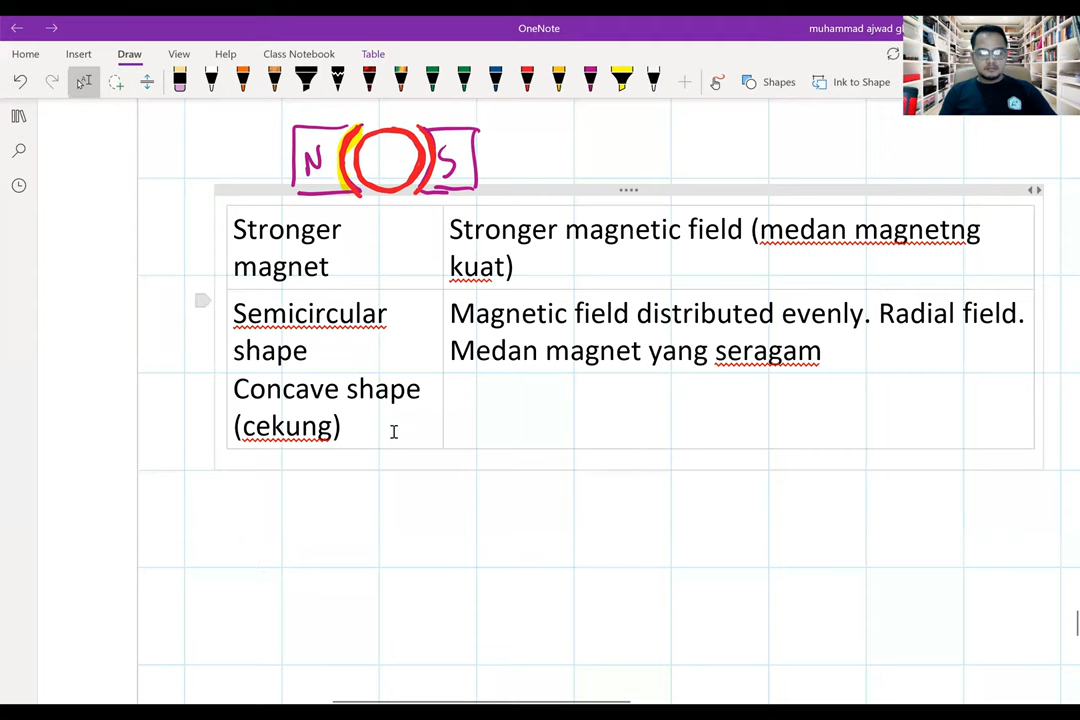 OneNote
muhammad ajwad g
Home Insert Draw View Help Class Notebook Table
Shapes Ink to Shape
N S
Stronger magnet
Stronger magnetic field (medan magnetng
kuat)
Semicircular
shape
Concave shape
(cekung)
Magnetic field distributed evenly. Radial field.
Medan magnet yang seragam